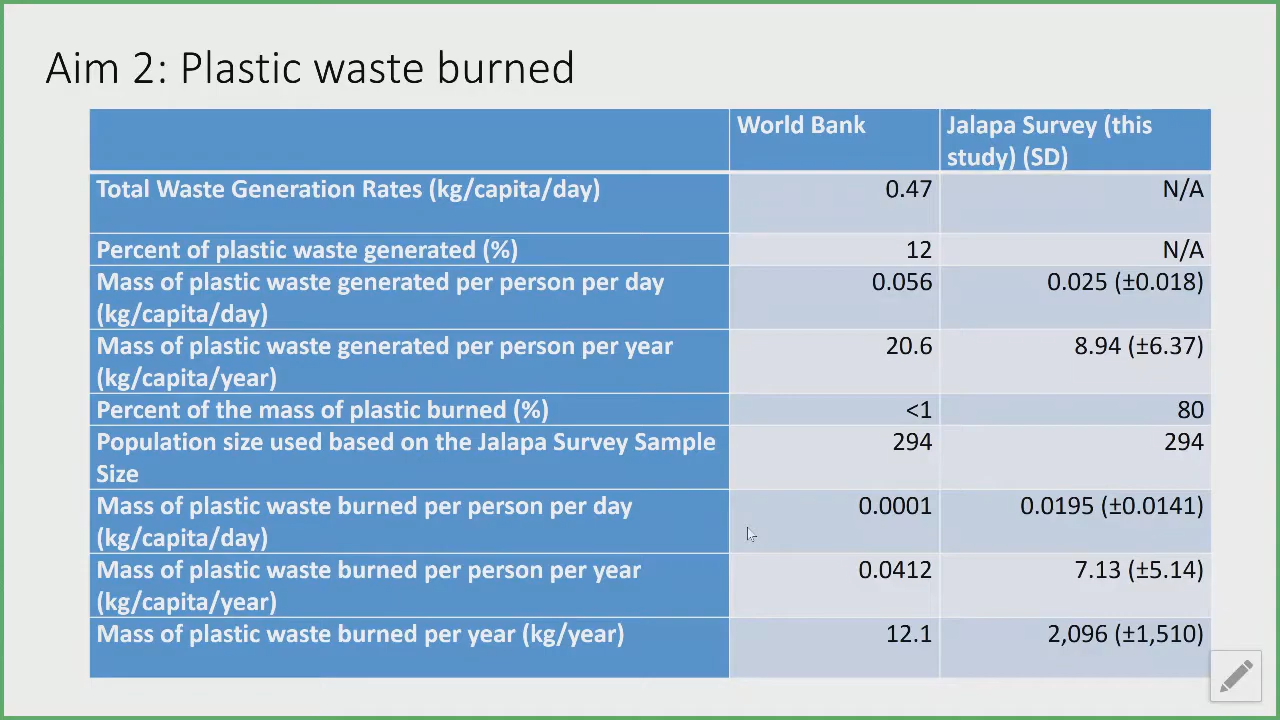 Aim 2: Plastic waste burned
World Bank
Jalapa Survey (this
study) (SD)
Total Waste Generation Rates (kg/capita/day)
0.47
N/A
Percent of plastic waste generated (%)
12
N/A
Mass of plastic waste generated per person per day
(kg/capita/day)
0.056
0.025 (±0.018)
Mass of plastic waste generated per person per year
(kg/capita/year)
20.6
8.94 (±6.37)
Percent of the mass of plastic burned (%)
<1
80
Population size used based on the Jalapa Survey Sample
Size
294
294
Mass of plastic waste burned per person per day
(kg/capita/day)
0.0001
0.0195 (±0.0141)
Mass of plastic waste burned per person per year
(kg/capita/year)
0.0412
7.13 (±5.14)
Mass of plastic waste burned per year (kg/year)
12.1
2,096 (±1,510)